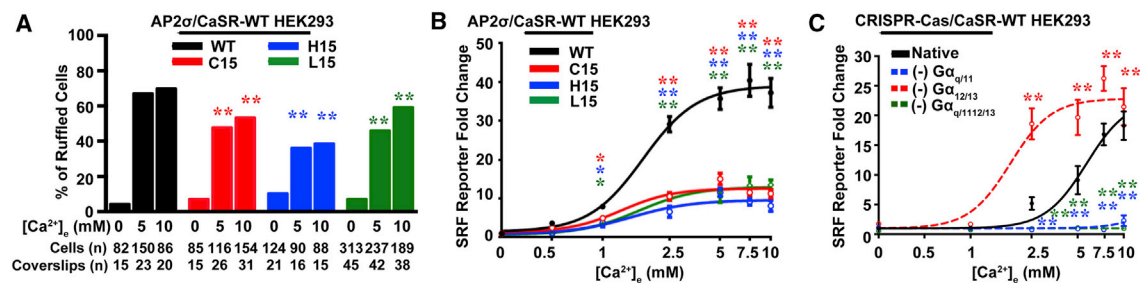 A
AP2σ/CaSR-WT HEK293
% of Ruffled Cells
100
80
60
40
20
0
WT
H15
C15
L15
** ** ** ** ** **
0 5 10 0 5 10 0 5 10 0 5 10
[Ca2+]e (mM)
Cells (n) 82 150 86 85 116 154 124 90 88 313 237 189
Coverslips (n) 15 23 20 15 26 31 21 16 15 45 42 38
B
AP2σ/CaSR-WT HEK293
SRF Reporter Fold Change
50
40
30
20
10
0
WT
C15
H15
L15
* ** ** ** **
* ** ** ** **
* ** ** ** **
0 0.5 1 2.5 5 7.5 10
[Ca2+]e (mM)
C
CRISPR-Cas/CaSR-WT HEK293
SRF Reporter Fold Change
40
30
20
10
0
Native
(-) Gαq/11
(-) Gα12/13
(-) Gαq/1112/13
** ** ** **
** ** ** **
** ** **
0 0.5 1 2.5 5 7.5 10
[Ca2+]e (mM)